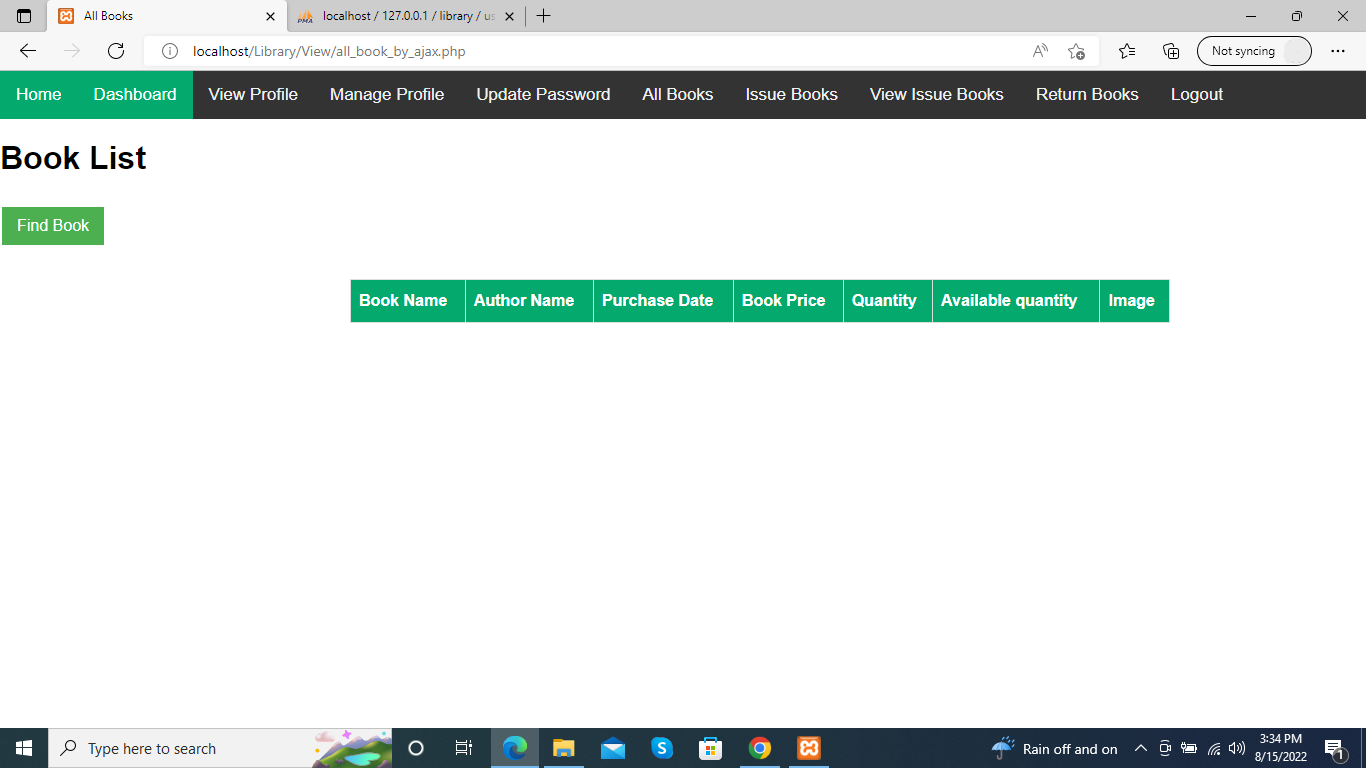 All Books
PMA
localhost / 127.0.0.1 / library / us
localhost/Library/View/all_book_by_ajax.php
Not syncing
Home Dashboard View Profile Manage Profile Update Password All Books Issue Books View Issue Books Return Books Logout
Book List
Find Book
Book Name Author Name Purchase Date Book Price Quantity Available quantity Image
Type here to search
Rain off and on
3:34 PM
8/15/2022
1